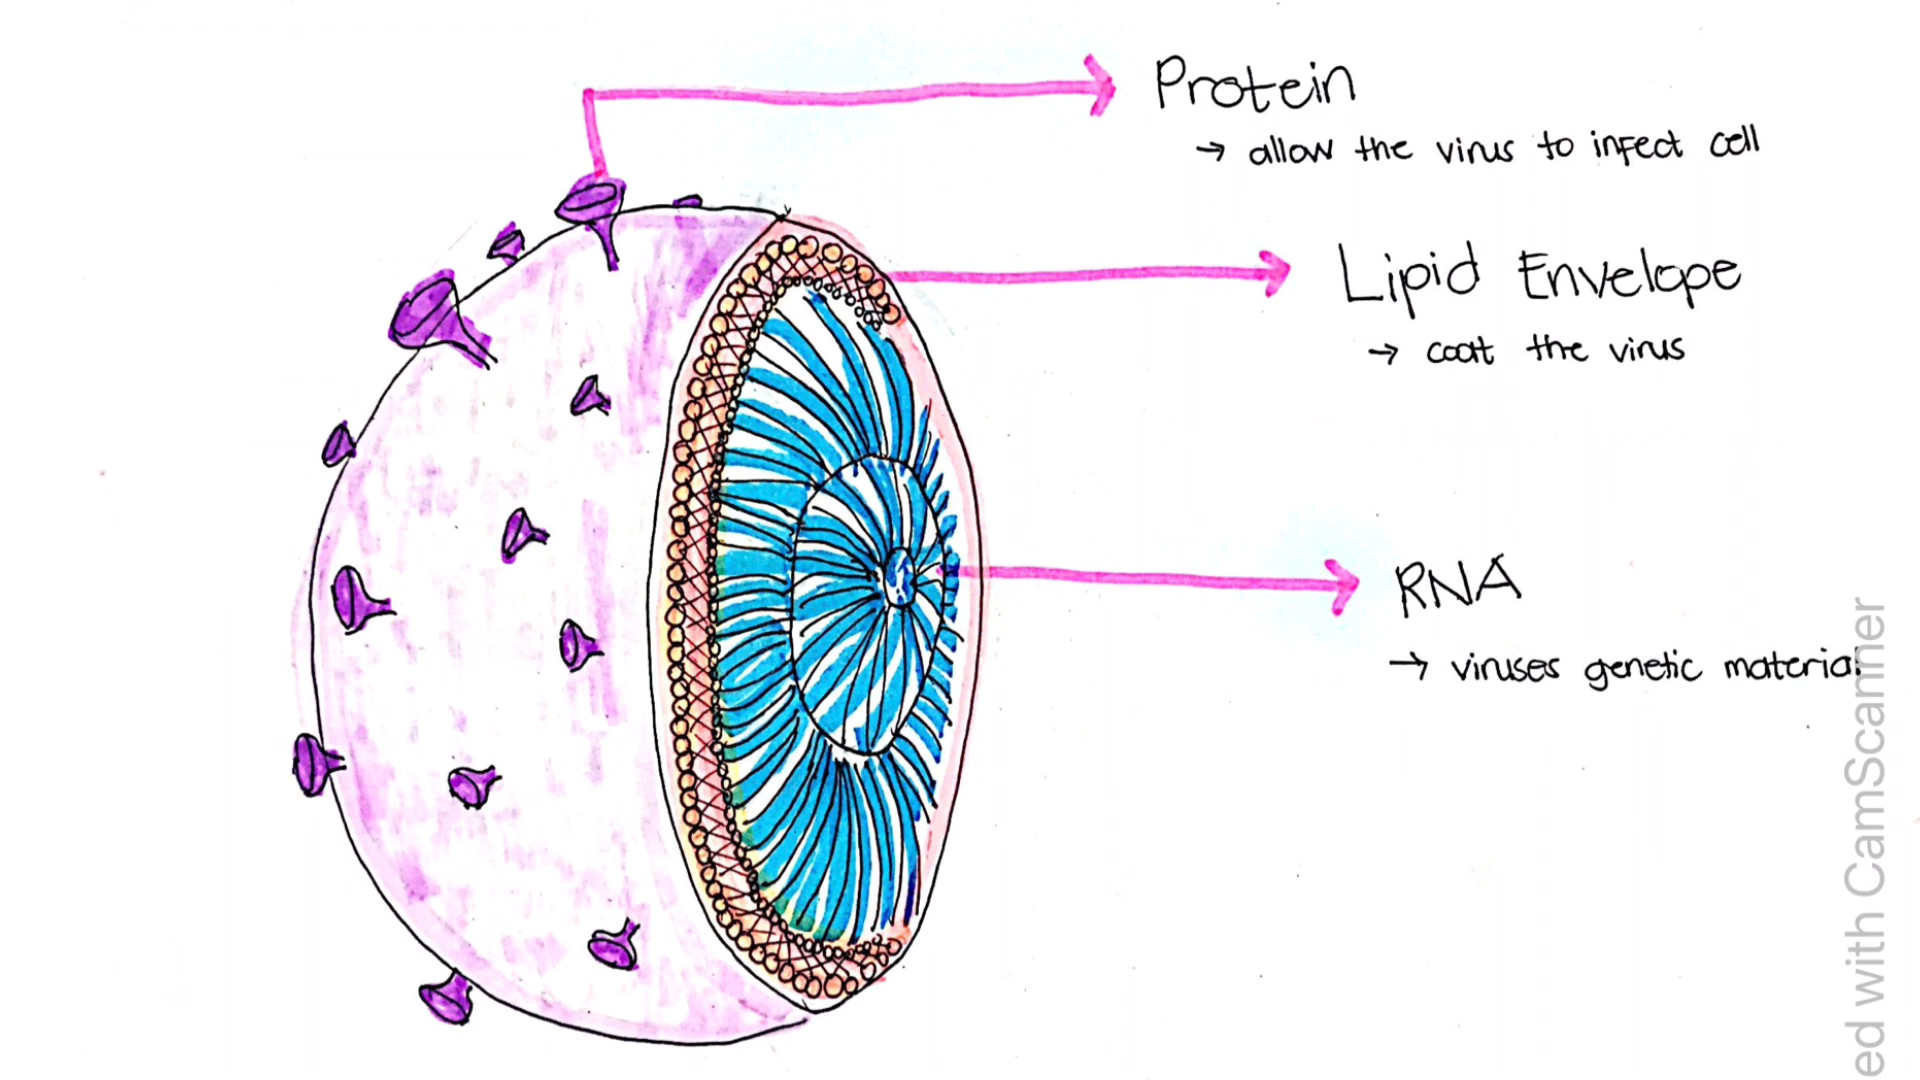 Protein
→ allow the virus to infect cell
Lipid Envelope
→ coat the virus
RNA
→ viruses genetic material
ed with CamScanner